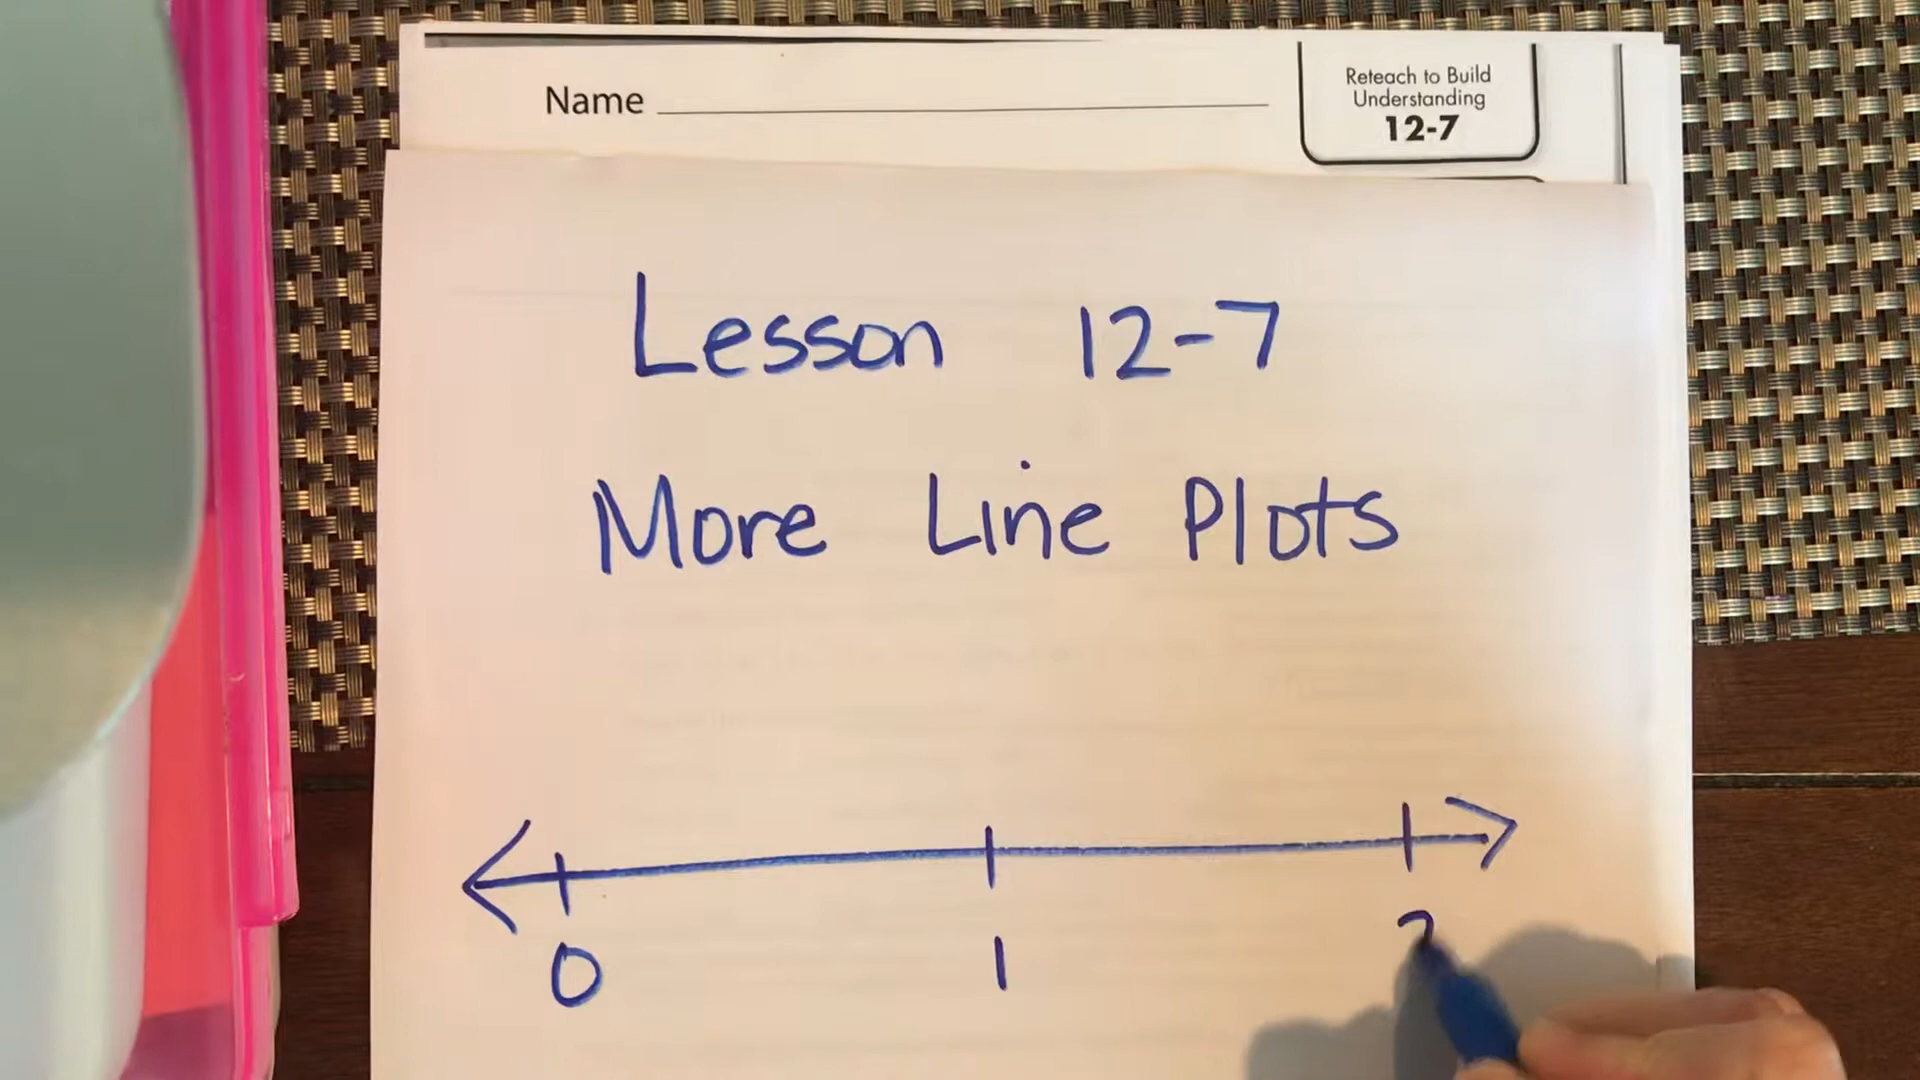 Name
Reteach to Build
Understanding
12-7
Lesson 12-7
More Line Plots
0 1